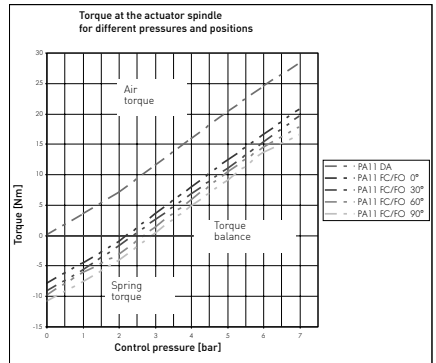 Torque at the actuator spindle
for different pressures and positions
30
25
20
15
10
5
0
-5
-10
-15
Torque [Nm]
Air
torque
Torque
balance
Spring
torque
0 1 2 3 4 5 6 7
Control pressure [bar]
PA11 DA
PA11 FC/FO 0°
PA11 FC/FO 30°
PA11 FC/FO 60°
PA11 FC/FO 90°